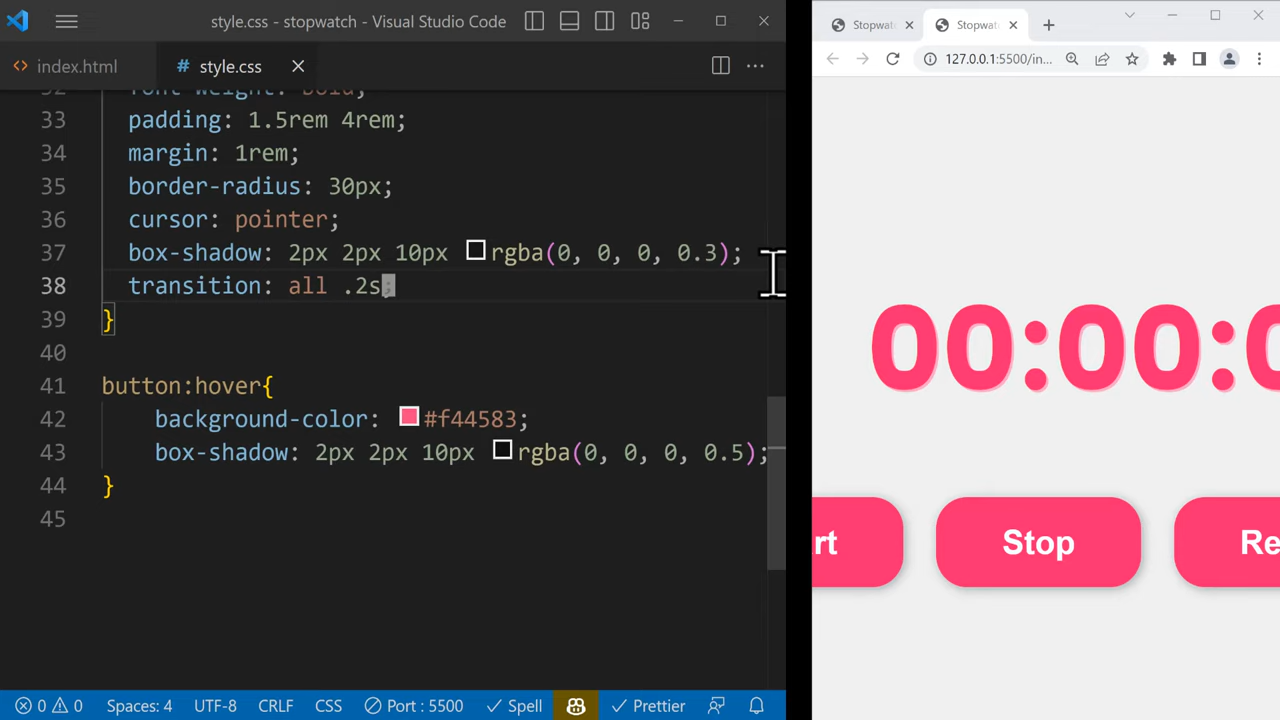 style.css - stopwatch - Visual Studio Code
index.html
# style.css
33 padding: 1.5rem 4rem;
34 margin: 1rem;
35 border-radius: 30px;
36 cursor: pointer;
37 box-shadow: 2px 2px 10px rgba(0, 0, 0, 0.3);
38 transition: all .2s;
39 }
40
41 button:hover{
42 background-color: #f44583;
43 box-shadow: 2px 2px 10px rgba(0, 0, 0, 0.5);
44 }
45
0 0 Spaces: 4 UTF-8 CRLF CSS Port : 5500 Spell Prettier
Stopwatch
Stopwatch
127.0.0.1:5500/in...
00:00:0
rt
Stop
Re